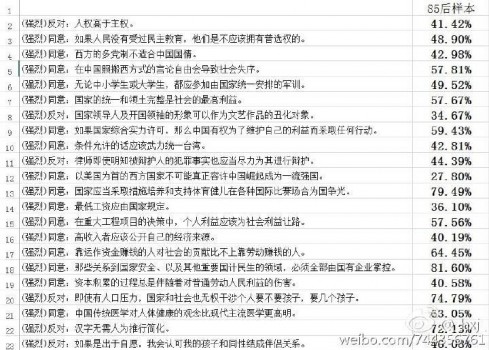 1 85后样本
2 (强烈)反对：人权高于主权。 41.42%
3 (强烈)同意：如果人民没有受过民主教育，他们是不应该拥有普选权的。 48.90%
4 (强烈)同意：西方的多党制不适合中国国情。 42.98%
5 (强烈)同意：在中国照搬西方式的言论自由会导致社会失序。 57.81%
6 (强烈)同意：无论中小学生或大学生，都应参加由国家统一安排的军训。 49.52%
7 (强烈)同意：国家的统一和领土完整是社会的最高利益。 57.67%
8 (强烈)反对：国家领导人及开国领袖的形象可以作为文艺作品的丑化对象。 34.67%
9 (强烈)同意：如果国家综合实力许可，那么中国有权为了维护自己的利益而采取任何行动。 59.43%
10 (强烈)同意：条件允许的话应该武力统一台湾。 42.81%
11 (强烈)反对：律师即使明知被辩护人的犯罪事实也应当尽力为其进行辩护。 44.39%
12 (强烈)同意：以美国为首的西方国家不可能真正容许中国崛起成为一流强国。 27.80%
13 (强烈)同意：国家应当采取措施培养和支持体育健儿在各种国际比赛场合为国争光。 79.49%
14 (强烈)同意：最低工资应由国家规定。 36.10%
15 (强烈)同意：在重大工程项目的决策中，个人利益应该为社会利益让路。 57.56%
16 (强烈)同意：高收入者应该公开自己的经济来源。 40.19%
17 (强烈)同意：靠运作资金赚钱的人对社会的贡献比不上靠劳动赚钱的人。 64.45%
18 (强烈)同意：那些关系到国家安全、以及其他重要国计民生的领域，必须全部由国有企业掌控。 81.60%
19 (强烈)同意：资本积累的过程总是伴随着对普通劳动人民利益的伤害。 40.58%
20 (强烈)反对：即使有人口压力，国家和社会也无权干涉个人要不要孩子，要几个孩子。 74.79%
21 (强烈)同意：中国传统医学对人体健康的观念比现代主流医学更高明。 63.05%
22 (强烈)反对：汉字无需人为推行简化。 72.13%
23 (强烈)同意：如果是出于自愿，我会认可我的孩子和同性结成伴侣关系。 46.08%
weibo.com/744356761